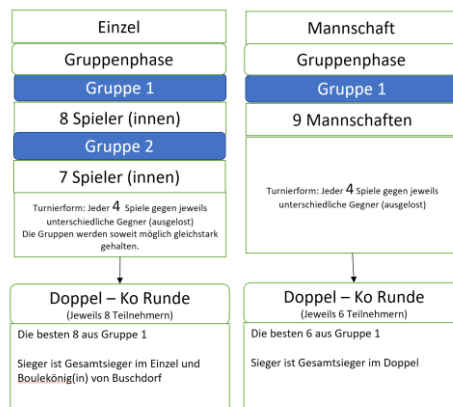 Einzel
Gruppenphase
Gruppe 1
8 Spieler (innen)
Gruppe 2
7 Spieler (innen)
Turnierform: Jeder 4 Spiele gegen jeweils
unterschiedliche Gegner (ausgelost)
Die Gruppen werden soweit möglich gleichstark
gehalten.
Doppel – Ko Runde
(Jeweils 8 Teilnehmern)
Die besten 8 aus Gruppe 1
Sieger ist Gesamtsieger im Einzel und
Boulekönig(in) von Buschdorf
Mannschaft
Gruppenphase
Gruppe 1
9 Mannschaften
Turnierform: Jeder 4 Spiele gegen jeweils
unterschiedliche Gegner (ausgelost)
Doppel – Ko Runde
(Jeweils 6 Teilnehmern)
Die besten 6 aus Gruppe 1
Sieger ist Gesamtsieger im Doppel